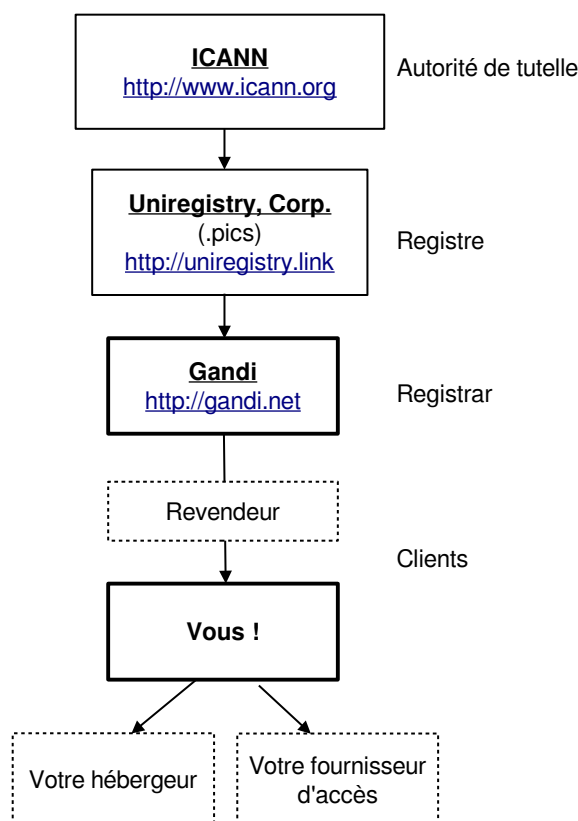 ICANN
http://www.icann.org
Autorité de tutelle
Uniregistry, Corp.
(.pics)
http://uniregistry.link
Registre
Gandi
http://gandi.net
Registrar
Revendeur
Clients
Vous !
Votre hébergeur
Votre fournisseur
d'accès